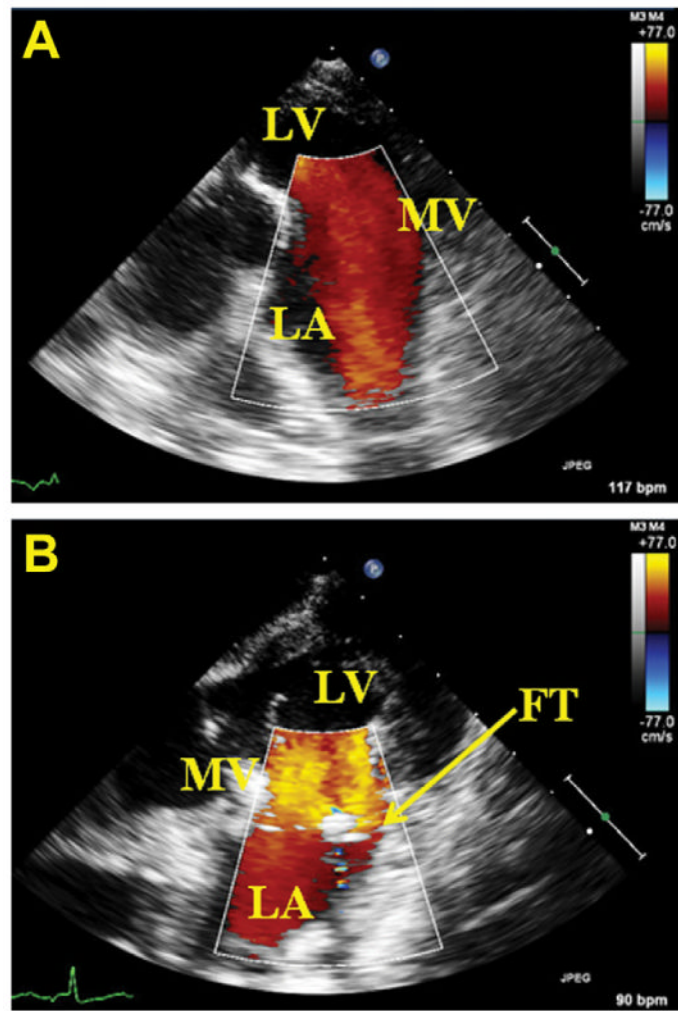 A
M3 M4
+77.0
LV
MV
-77.0
cm/s
LA
JPEG
117 bpm
B
M3 M4
+77.0
LV
FT
-77.0
cm/s
MV
LA
JPEG
90 bpm